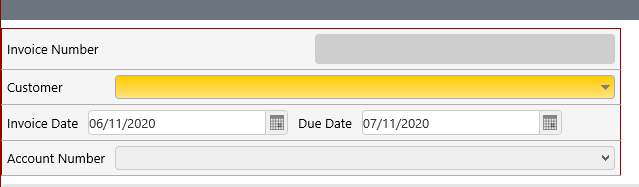 Invoice Number
Customer
Invoice Date 06/11/2020 Due Date 07/11/2020
Account Number